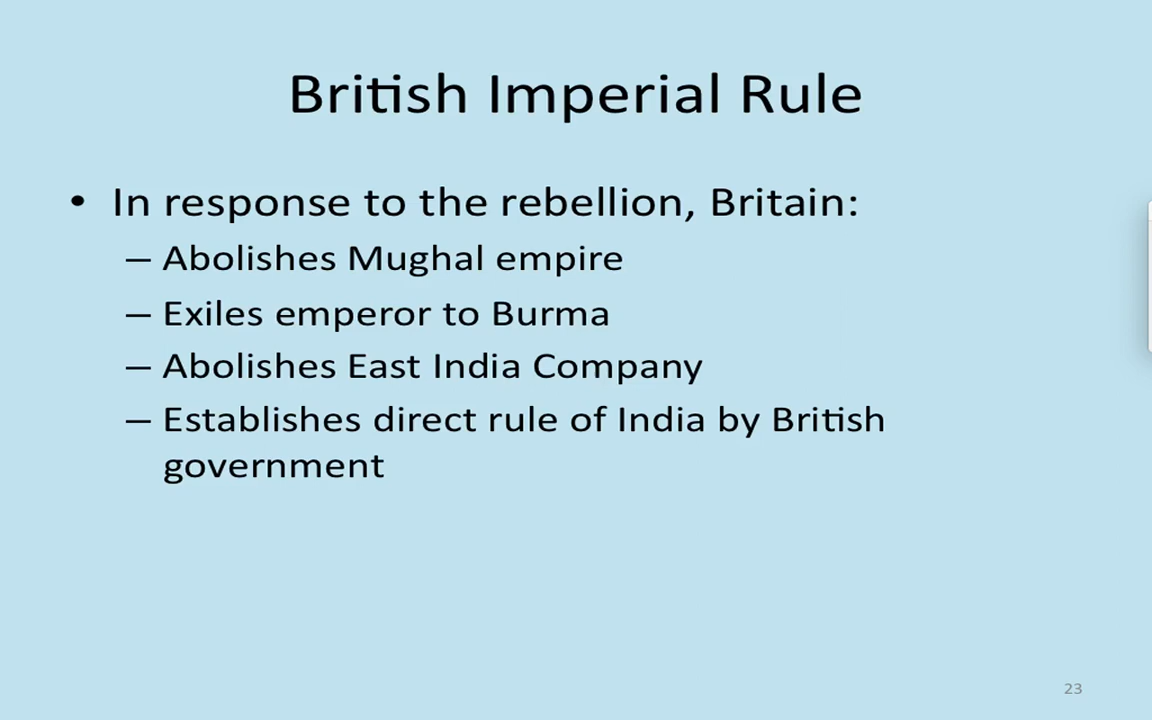 British Imperial Rule
• In response to the rebellion, Britain:
– Abolishes Mughal empire
– Exiles emperor to Burma
– Abolishes East India Company
– Establishes direct rule of India by British
government
23